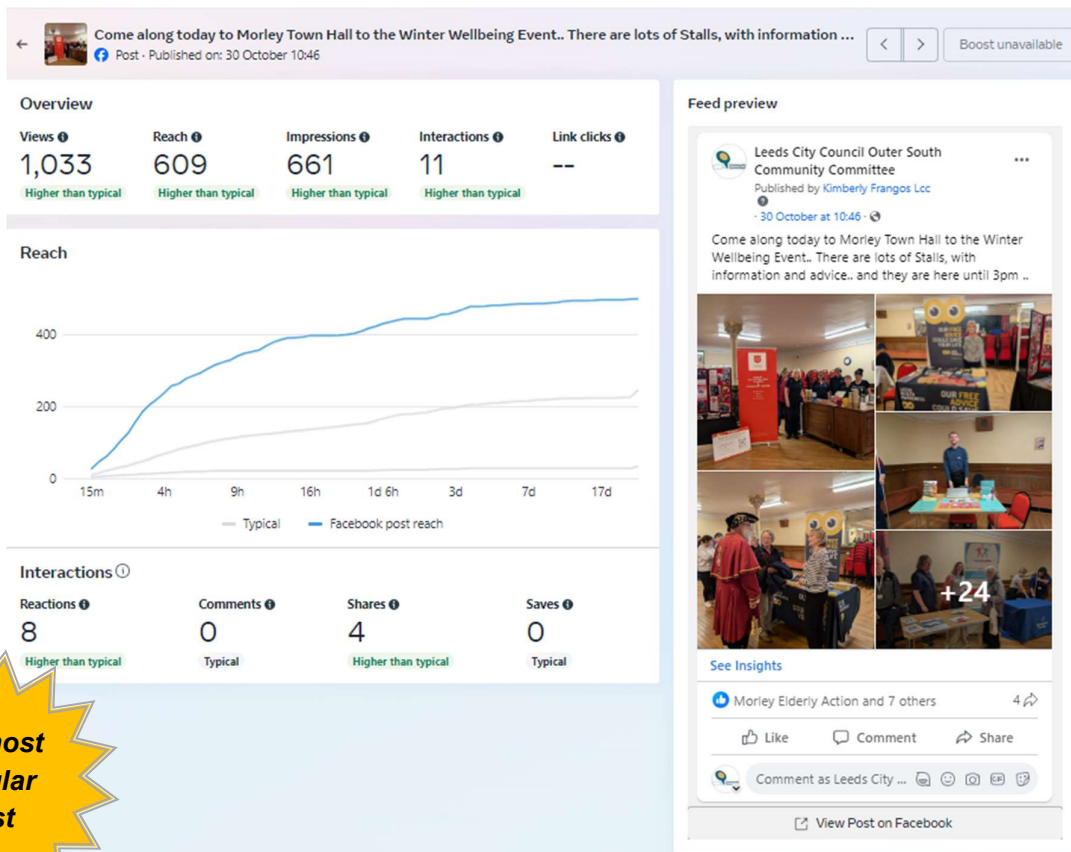 Come along today to Morley Town Hall to the Winter Wellbeing Event.. There are lots of Stalls, with information ...
Post · Published on: 30 October 10:46
Boost unavailable
Overview
Views
Reach
Impressions
Interactions
Link clicks
1,033
609
661
11
--
Higher than typical
Higher than typical
Higher than typical
Higher than typical
Reach
400
200
0
15m
4h
9h
16h
1d 6h
3d
7d
17d
Typical
Facebook post reach
Interactions
Reactions
Comments
Shares
Saves
8
0
4
0
Higher than typical
Typical
Higher than typical
Typical
Feed preview
Leeds City Council Outer South
Community Committee
Published by Kimberly Frangos Lcc
· 30 October at 10:46 ·
Come along today to Morley Town Hall to the Winter
Wellbeing Event.. There are lots of Stalls, with
information and advice.. and they are here until 3pm ..
OUR FREE
ADVICE
COULD SAVE
+24
See Insights
Morley Elderly Action and 7 others
4
Like
Comment
Share
Comment as Leeds City ...
GIF
View Post on Facebook